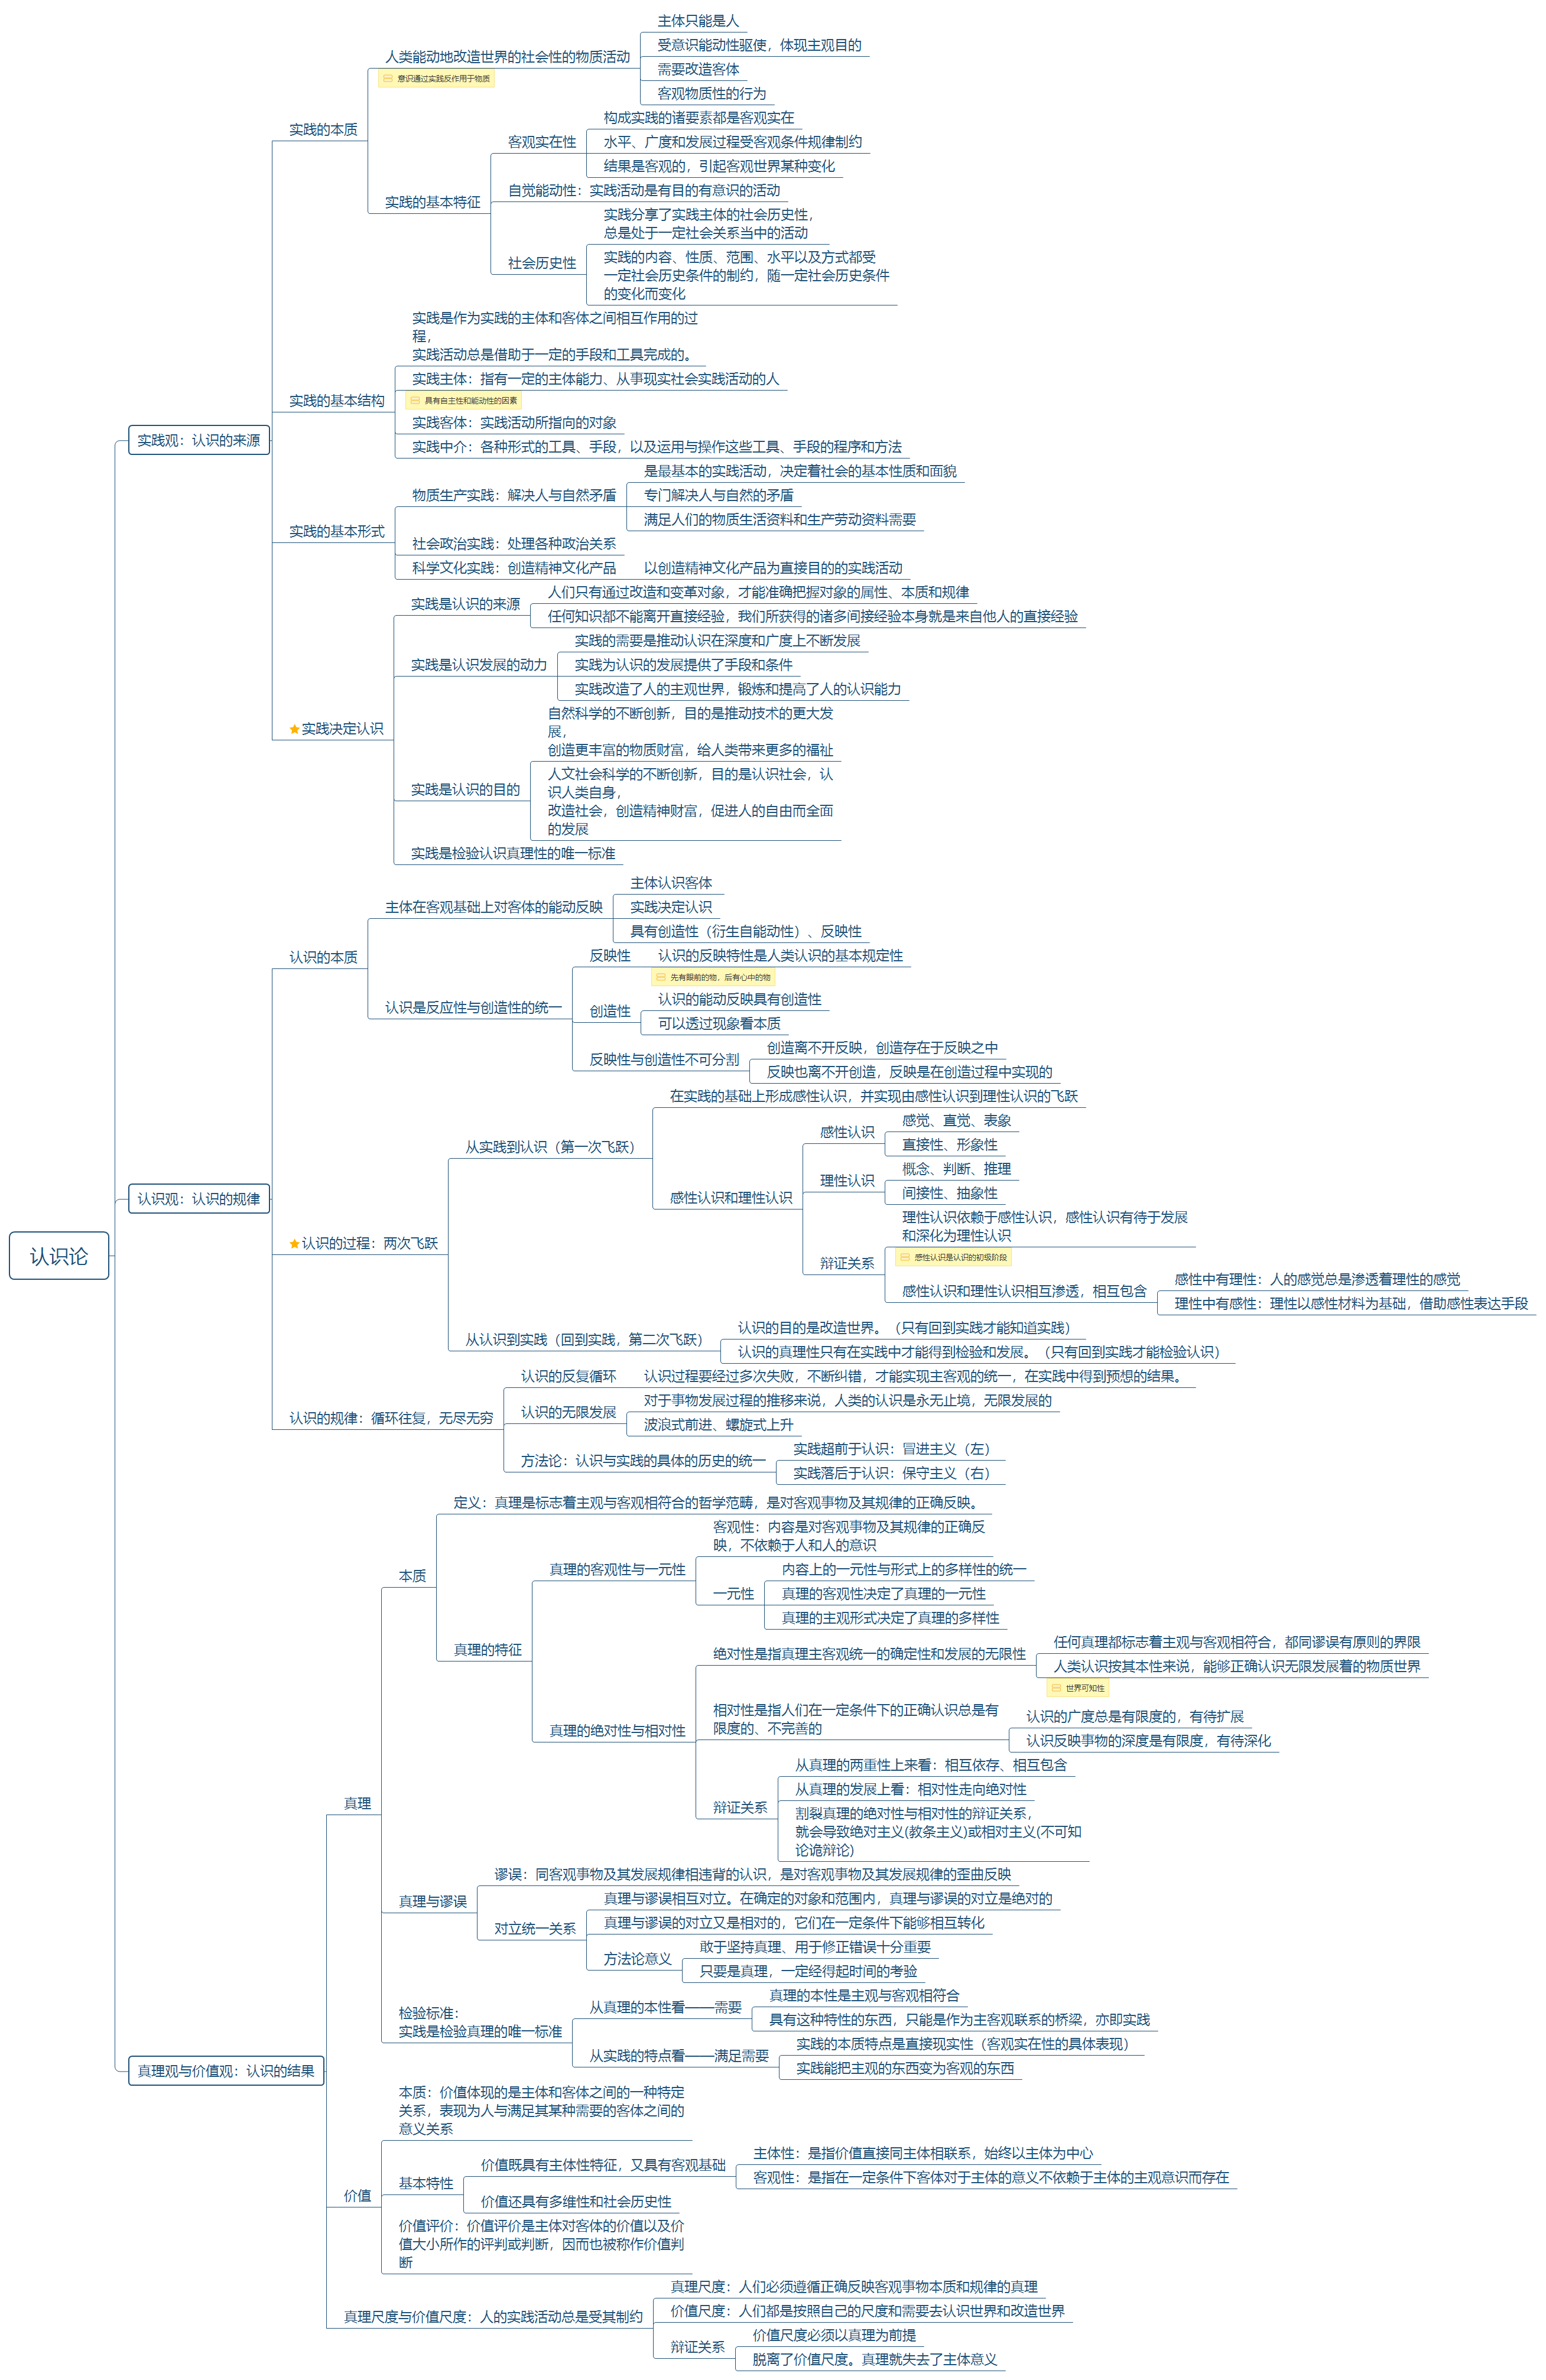 认识论
实践观：认识的来源
实践的本质
人类能动地改造世界的社会性的物质活动
意识通过实践反作用于物质
主体只能是人
受意识能动性驱使，体现主观目的
需要改造客体
客观物质性的行为
实践的基本特征
客观实在性
构成实践的诸要素都是客观实在
水平、广度和发展过程受客观条件规律制约
结果是客观的，引起客观世界某种变化
自觉能动性：实践活动是有目的有意识的活动
社会历史性
实践分享了实践主体的社会历史性，
总是处于一定社会关系当中的活动
实践的内容、性质、范围、水平以及方式都受
一定社会历史条件的制约，随一定社会历史条件
的变化而变化
实践的基本结构
实践是作为实践的主体和客体之间相互作用的过
程，
实践活动总是借助于一定的手段和工具完成的。
实践主体：指有一定的主体能力、从事现实社会实践活动的人
具有自主性和能动性的因素
实践客体：实践活动所指向的对象
实践中介：各种形式的工具、手段，以及运用与操作这些工具、手段的程序和方法
实践的基本形式
物质生产实践：解决人与自然矛盾
是最基本的实践活动，决定着社会的基本性质和面貌
专门解决人与自然的矛盾
满足人们的物质生活资料和生产劳动资料需要
社会政治实践：处理各种政治关系
科学文化实践：创造精神文化产品
以创造精神文化产品为直接目的的实践活动
实践决定认识
实践是认识的来源
人们只有通过改造和变革对象，才能准确把握对象的属性、本质和规律
任何知识都不能离开直接经验，我们所获得的诸多间接经验本身就是来自他人的直接经验
实践是认识发展的动力
实践的需要是推动认识在深度和广度上不断发展
实践为认识的发展提供了手段和条件
实践改造了人的主观世界，锻炼和提高了人的认识能力
实践是认识的目的
自然科学的不断创新，目的是推动技术的更大发
展，
创造更丰富的物质财富，给人类带来更多的福祉
人文社会科学的不断创新，目的是认识社会，认
识人类自身，
改造社会，创造精神财富，促进人的自由而全面
的发展
实践是检验认识真理性的唯一标准
认识观：认识的规律
认识的本质
主体在客观基础上对客体的能动反映
主体认识客体
实践决定认识
具有创造性（衍生自能动性）、反映性
认识是反应性与创造性的统一
反映性
认识的反映特性是人类认识的基本规定性
先有眼前的物，后有心中的物
创造性
认识的能动反映具有创造性
可以透过现象看本质
反映性与创造性不可分割
创造离不开反映，创造存在于反映之中
反映也离不开创造，反映是在创造过程中实现的
认识的过程：两次飞跃
从实践到认识（第一次飞跃）
在实践的基础上形成感性认识，并实现由感性认识到理性认识的飞跃
感性认识和理性认识
感性认识
感觉、直觉、表象
直接性、形象性
理性认识
概念、判断、推理
间接性、抽象性
辩证关系
理性认识依赖于感性认识，感性认识有待于发展
和深化为理性认识
感性认识是认识的初级阶段
感性认识和理性认识相互渗透，相互包含
感性中有理性：人的感觉总是渗透着理性的感觉
理性中有感性：理性以感性材料为基础，借助感性表达手段
从认识到实践（回到实践，第二次飞跃）
认识的目的是改造世界。（只有回到实践才能知道实践）
认识的真理性只有在实践中才能得到检验和发展。（只有回到实践才能检验认识）
认识的规律：循环往复，无尽无穷
认识的反复循环
认识过程要经过多次失败，不断纠错，才能实现主客观的统一，在实践中得到预想的结果。
认识的无限发展
对于事物发展过程的推移来说，人类的认识是永无止境，无限发展的
波浪式前进、螺旋式上升
方法论：认识与实践的具体的历史的统一
实践超前于认识：冒进主义（左）
实践落后于认识：保守主义（右）
真理观与价值观：认识的结果
真理
本质
定义：真理是标志着主观与客观相符合的哲学范畴，是对客观事物及其规律的正确反映。
真理的特征
真理的客观性与一元性
客观性：内容是对客观事物及其规律的正确反
映，不依赖于人和人的意识
一元性
内容上的一元性与形式上的多样性的统一
真理的客观性决定了真理的一元性
真理的主观形式决定了真理的多样性
真理的绝对性与相对性
绝对性是指真理主客观统一的确定性和发展的无限性
任何真理都标志着主观与客观相符合，都同谬误有原则的界限
人类认识按其本性来说，能够正确认识无限发展着的物质世界
世界可知性
相对性是指人们在一定条件下的正确认识总是有
限度的、不完善的
认识的广度总是有限度的，有待扩展
认识反映事物的深度是有限度，有待深化
辩证关系
从真理的两重性上来看：相互依存、相互包含
从真理的发展上看：相对性走向绝对性
割裂真理的绝对性与相对性的辩证关系，
就会导致绝对主义(教条主义)或相对主义(不可知
论诡辩论)
真理与谬误
谬误：同客观事物及其发展规律相违背的认识，是对客观事物及其发展规律的歪曲反映
对立统一关系
真理与谬误相互对立。在确定的对象和范围内，真理与谬误的对立是绝对的
真理与谬误的对立又是相对的，它们在一定条件下能够相互转化
方法论意义
敢于坚持真理、用于修正错误十分重要
只要是真理，一定经得起时间的考验
检验标准：
实践是检验真理的唯一标准
从真理的本性看——需要
真理的本性是主观与客观相符合
具有这种特性的东西，只能是作为主客观联系的桥梁，亦即实践
从实践的特点看——满足需要
实践的本质特点是直接现实性（客观实在性的具体表现）
实践能把主观的东西变为客观的东西
价值
本质：价值体现的是主体和客体之间的一种特定
关系，表现为人与满足其某种需要的客体之间的
意义关系
基本特性
价值既具有主体性特征，又具有客观基础
主体性：是指价值直接同主体相联系，始终以主体为中心
客观性：是指在一定条件下客体对于主体的意义不依赖于主体的主观意识而存在
价值还具有多维性和社会历史性
价值评价：价值评价是主体对客体的价值以及价
值大小所作的评判或判断，因而也被称作价值判
断
真理尺度与价值尺度：人的实践活动总是受其制约
真理尺度：人们必须遵循正确反映客观事物本质和规律的真理
价值尺度：人们都是按照自己的尺度和需要去认识世界和改造世界
辩证关系
价值尺度必须以真理为前提
脱离了价值尺度。真理就失去了主体意义